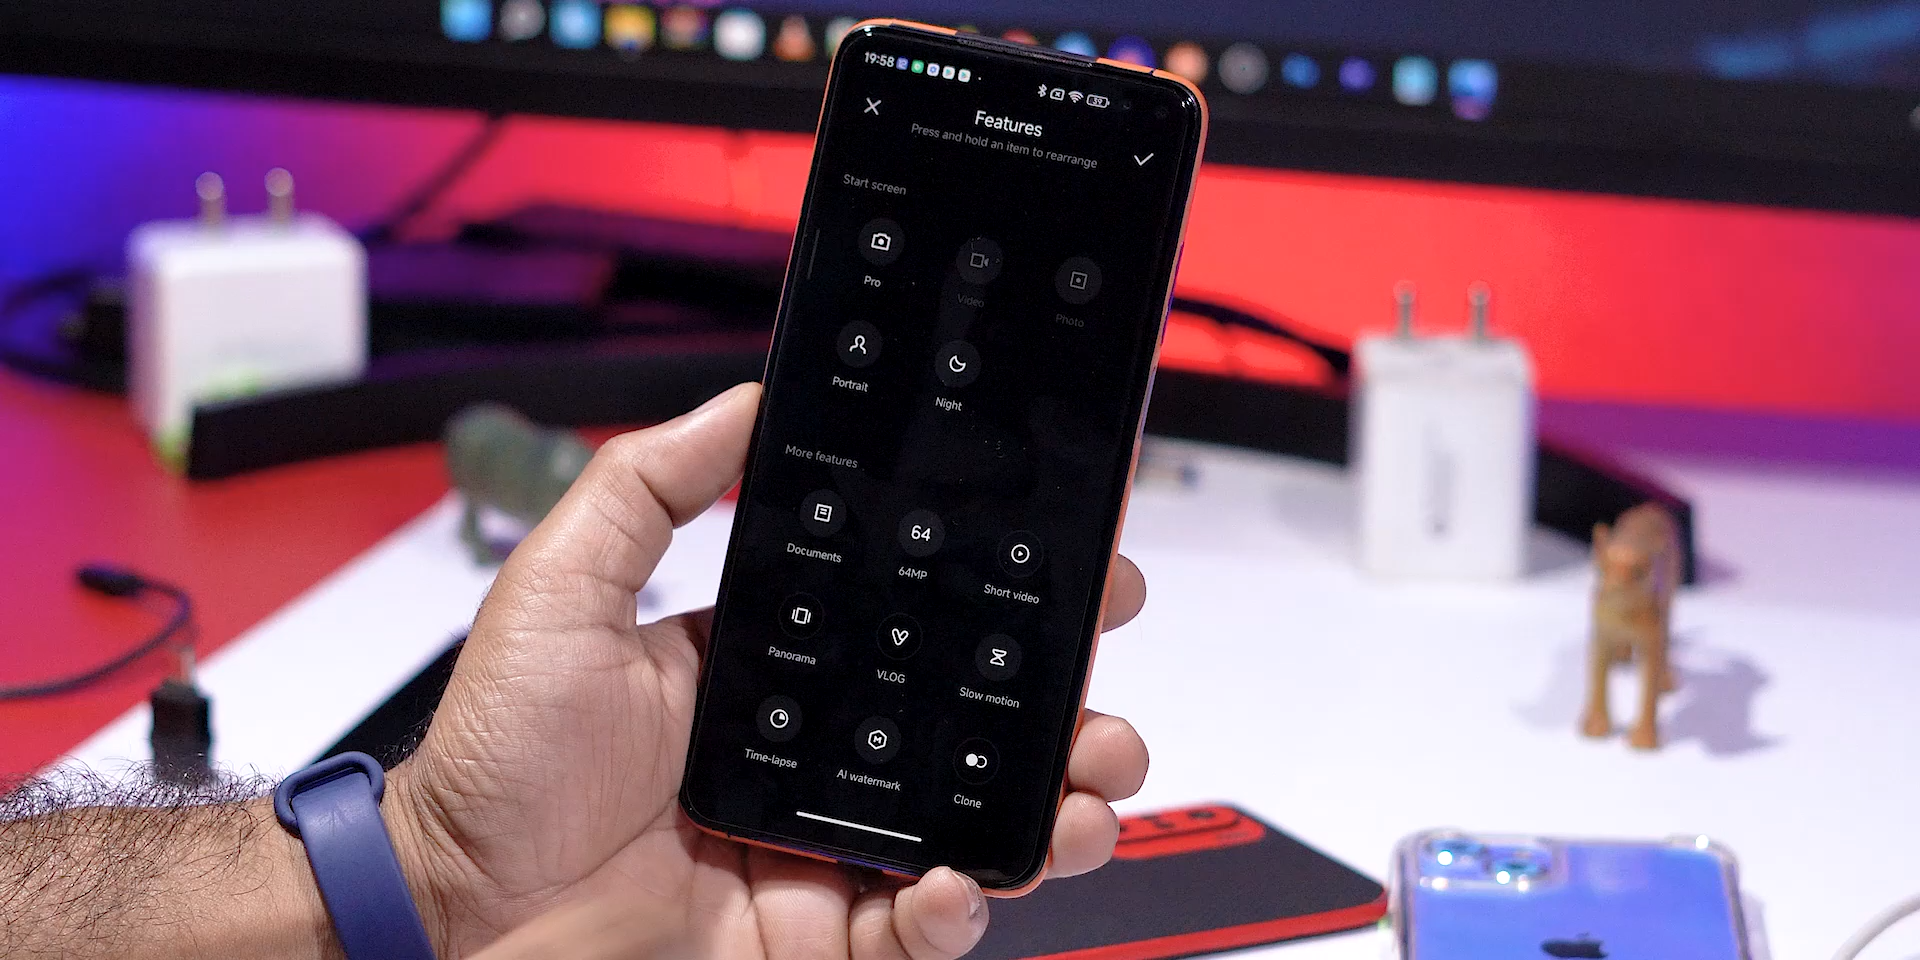 19:58
39
Features
Press and hold an item to rearrange
Start screen
Pro
Video
Photo
Portrait
Night
More features
Documents
64
64MP
Short video
Panorama
VLOG
Slow motion
Time-lapse
AI watermark
Clone